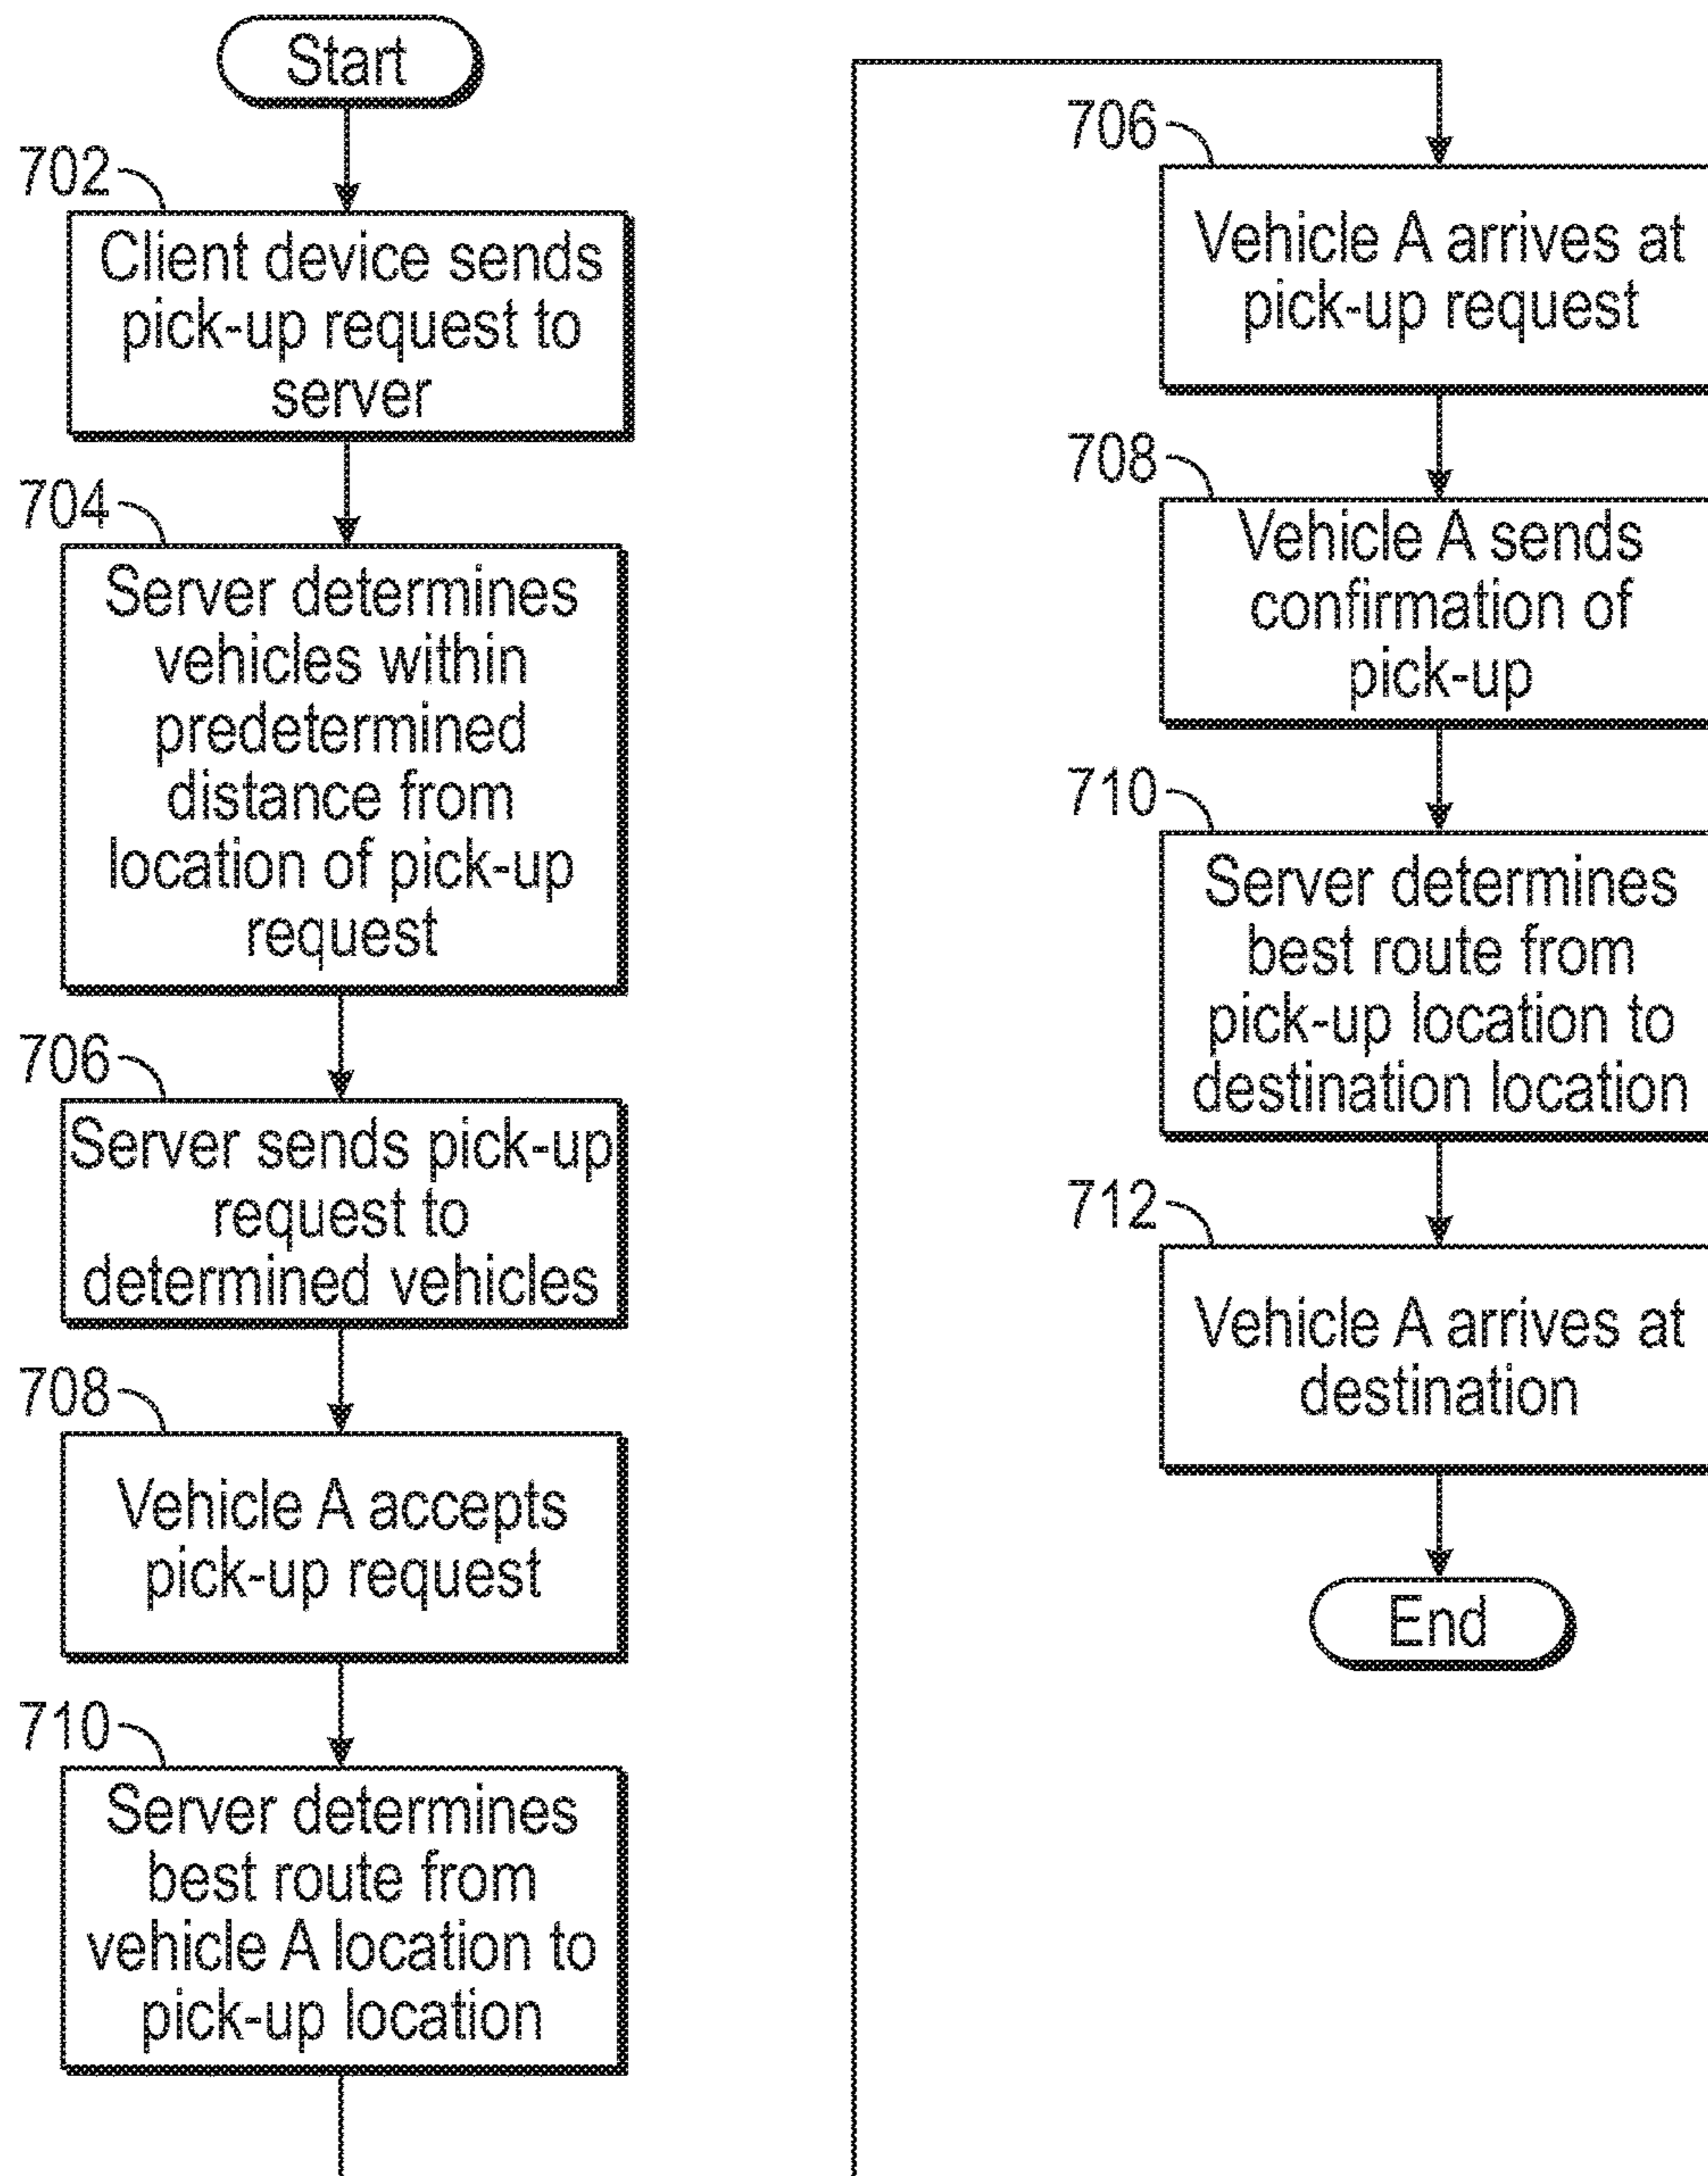 Start
702
Client device sends
pick-up request to
server
704
Server determines
vehicles within
predetermined
distance from
location of pick-up
request
706
Server sends pick-up
request to
determined vehicles
708
Vehicle A accepts
pick-up request
710
Server determines
best route from
vehicle A location to
pick-up location
706
Vehicle A arrives at
pick-up request
708
Vehicle A sends
confirmation of
pick-up
710
Server determines
best route from
pick-up location to
destination location
712
Vehicle A arrives at
destination
End